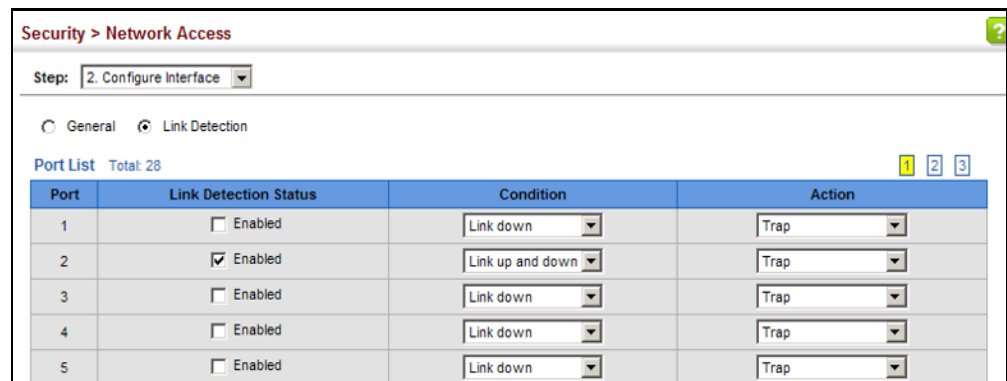 Security > Network Access
?
Step: 2. Configure Interface
General Link Detection
Port List Total: 28 1 2 3
Port Link Detection Status Condition Action
1 Enabled Link down Trap
2 Enabled Link up and down Trap
3 Enabled Link down Trap
4 Enabled Link down Trap
5 Enabled Link down Trap